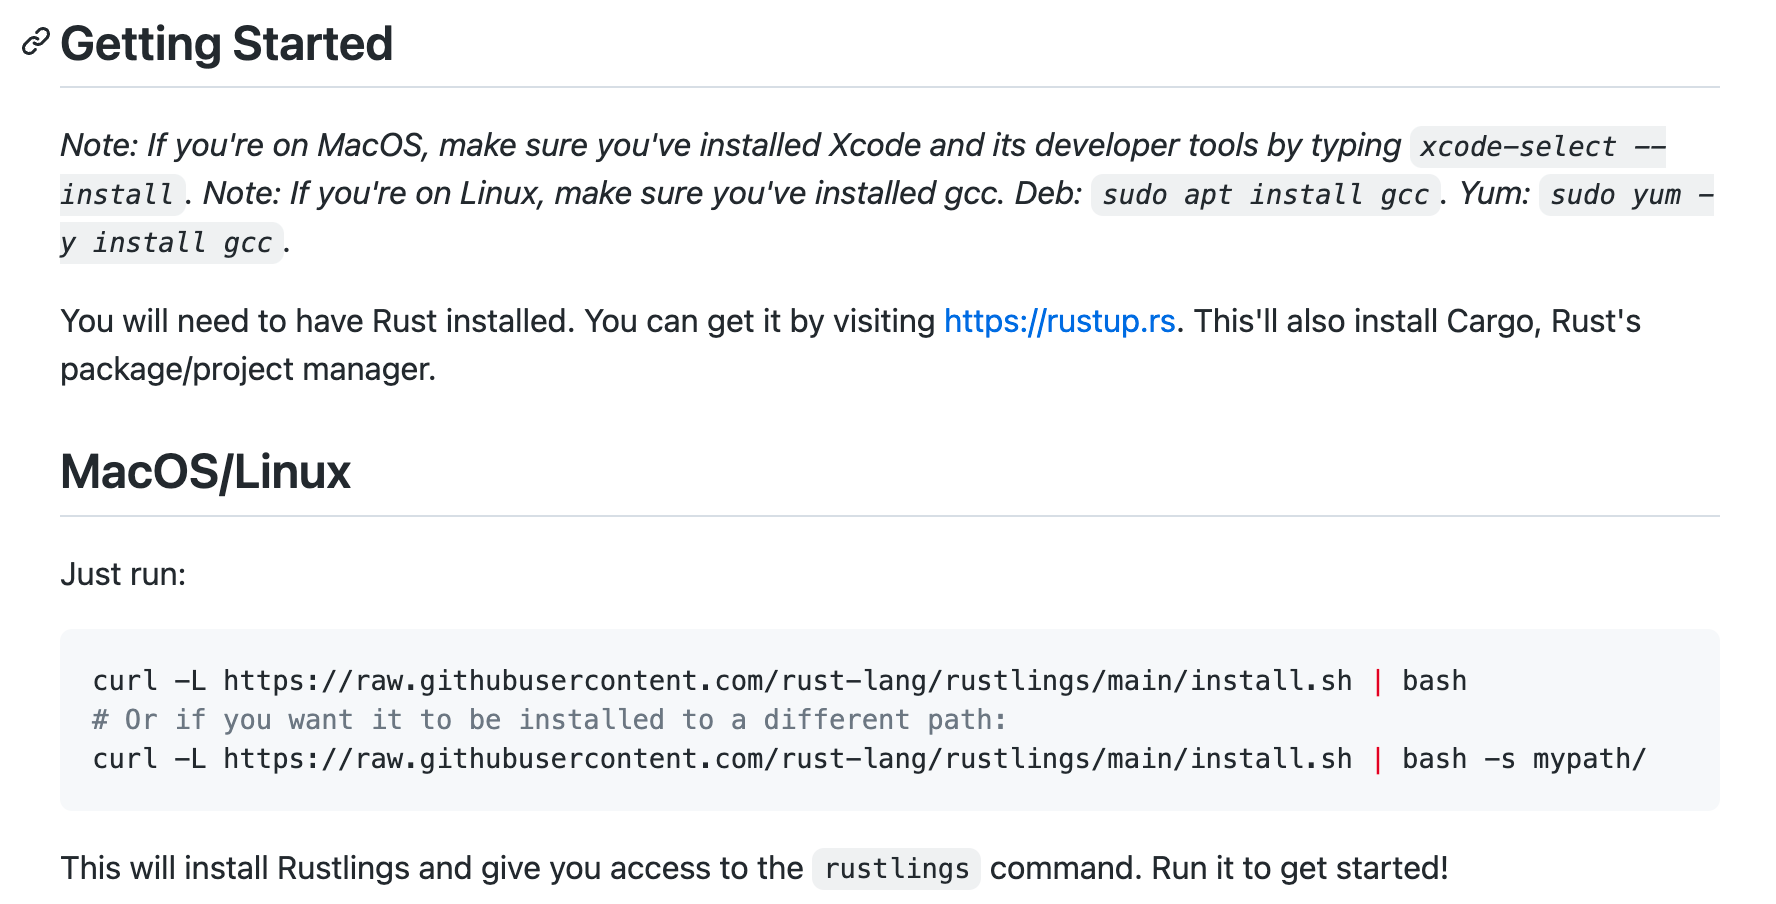 Getting Started
Note: If you're on MacOS, make sure you've installed Xcode and its developer tools by typing xcode-select --
install. Note: If you're on Linux, make sure you've installed gcc. Deb: sudo apt install gcc. Yum: sudo yum -
y install gcc.
You will need to have Rust installed. You can get it by visiting https://rustup.rs. This'll also install Cargo, Rust's
package/project manager.
MacOS/Linux
Just run:
curl -L https://raw.githubusercontent.com/rust-lang/rustlings/main/install.sh | bash
# Or if you want it to be installed to a different path:
curl -L https://raw.githubusercontent.com/rust-lang/rustlings/main/install.sh | bash -s mypath/
This will install Rustlings and give you access to the rustlings command. Run it to get started!